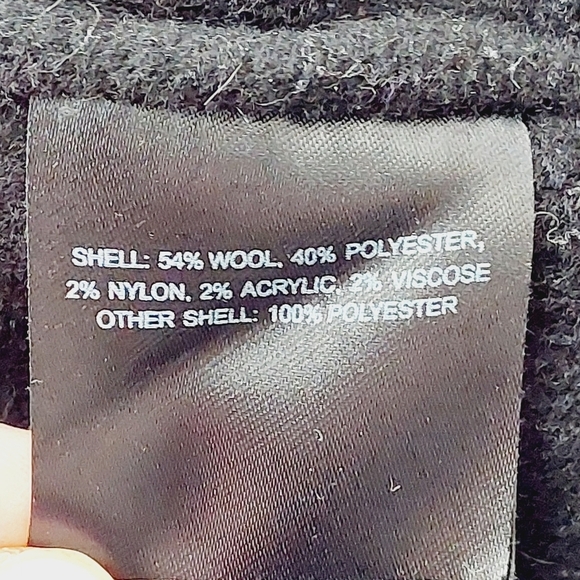 SHELL: 54% WOOL, 40% POLYESTER,
2% NYLON, 2% ACRYLIC, 2% VISCOSE
OTHER SHELL: 100% POLYESTER